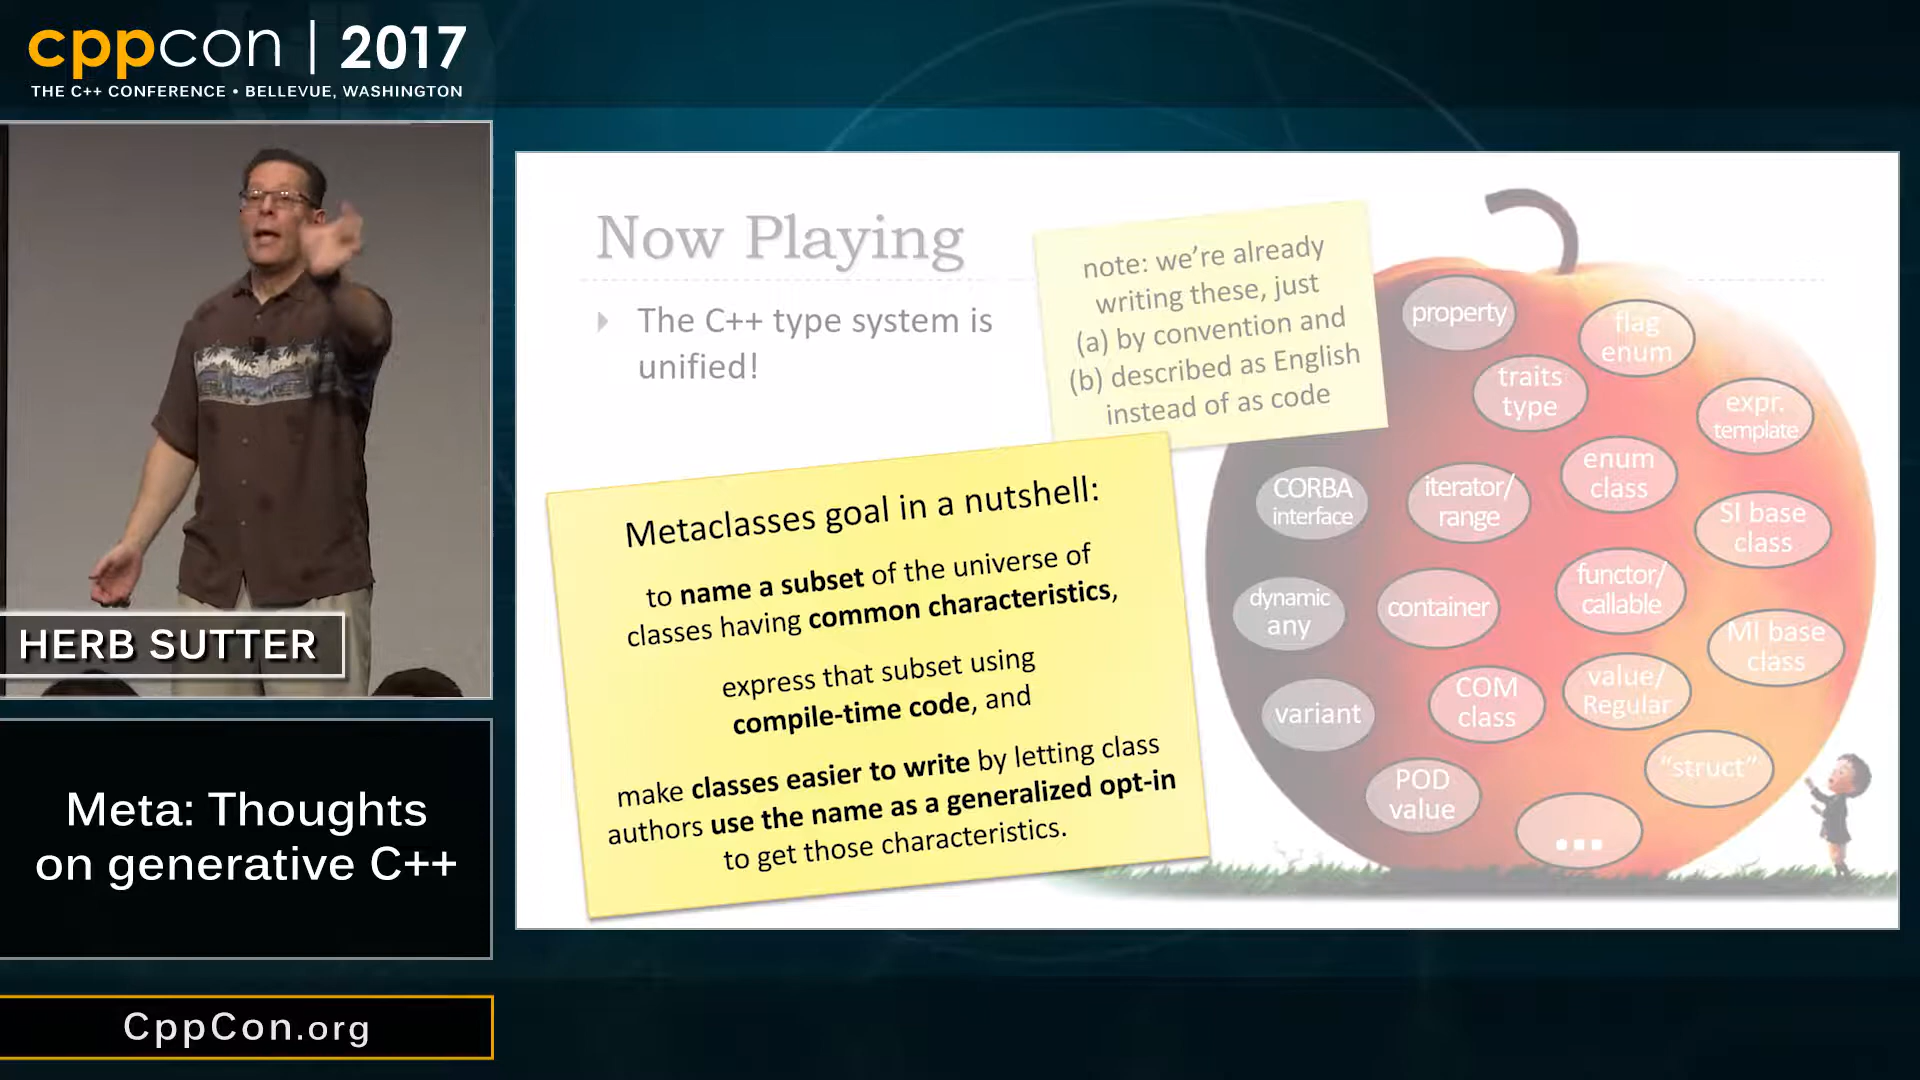 cppcon | 2017
THE C++ CONFERENCE • BELLEVUE, WASHINGTON
HERB SUTTER
Meta: Thoughts
on generative C++
CppCon.org
Now Playing
The C++ type system is
unified!
note: we're already
writing these, just
(a) by convention and
(b) described as English
instead of as code
Metaclasses goal in a nutshell:
to name a subset of the universe of
classes having common characteristics,
express that subset using
compile-time code, and
make classes easier to write by letting class
authors use the name as a generalized opt-in
to get those characteristics.
property
flag
enum
traits
type
expr.
template
enum
class
CORBA
interface
iterator/
range
SI base
class
functor/
callable
dynamic
any
container
MI base
class
value/
Regular
COM
class
variant
"struct"
POD
value
...